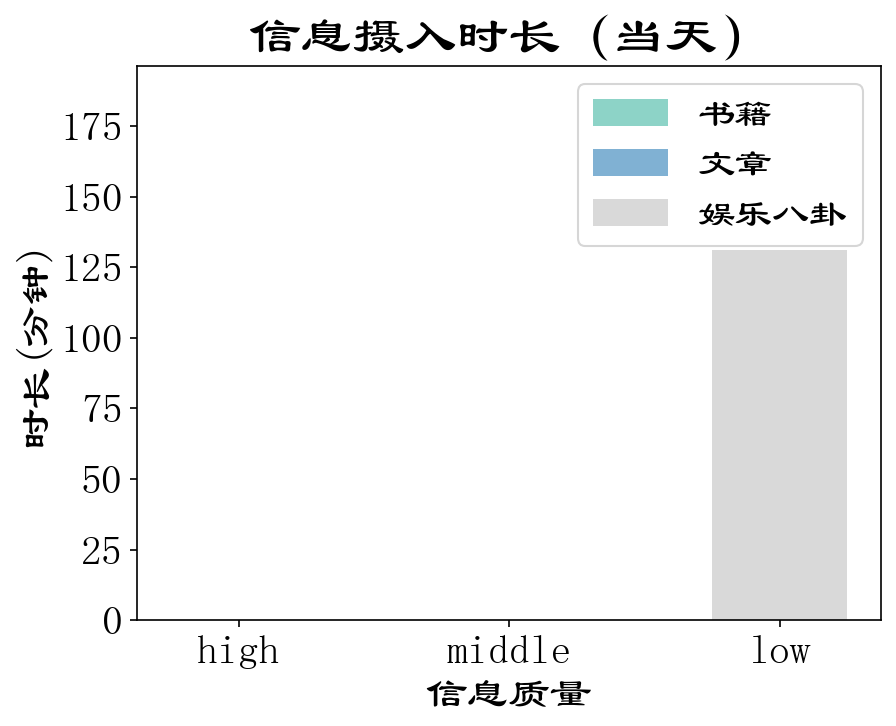 信息摄入时长 (当天)
书籍
文章
娱乐八卦
时长(分钟)
175
150
125
100
75
50
25
0
high middle low
信息质量